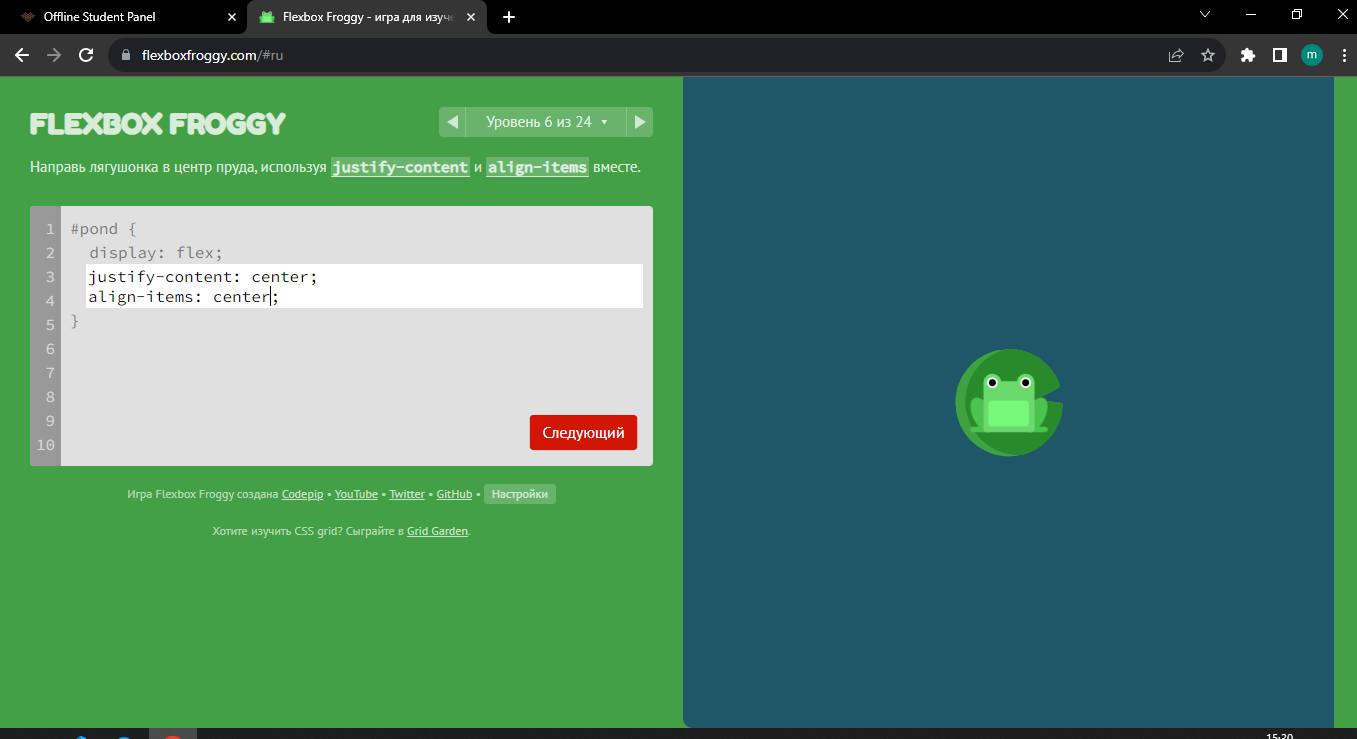 Offline Student Panel
Flexbox Froggy - игра для изуче
flexboxfroggy.com/#ru
m
FLEXBOX FROGGY
Уровень 6 из 24
Направь лягушонка в центр пруда, используя justify-content и align-items вместе.
1 #pond {
2 display: flex;
3 justify-content: center;
4 align-items: center;
5 }
6
7
8
9
10
Следующий
Игра Flexbox Froggy создана Codepip • YouTube • Twitter • GitHub • Настройки
Хотите изучить CSS grid? Сыграйте в Grid Garden.
15:20